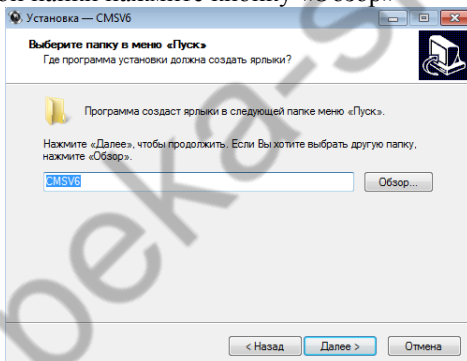 Установка — CMSV6
Выберите папку в меню «Пуск»
Где программа установки должна создать ярлыки?
Программа создаст ярлыки в следующей папке меню «Пуск».
Нажмите «Далее», чтобы продолжить. Если Вы хотите выбрать другую папку,
нажмите «Обзор».
CMSV6
Обзор...
< Назад
Далее >
Отмена